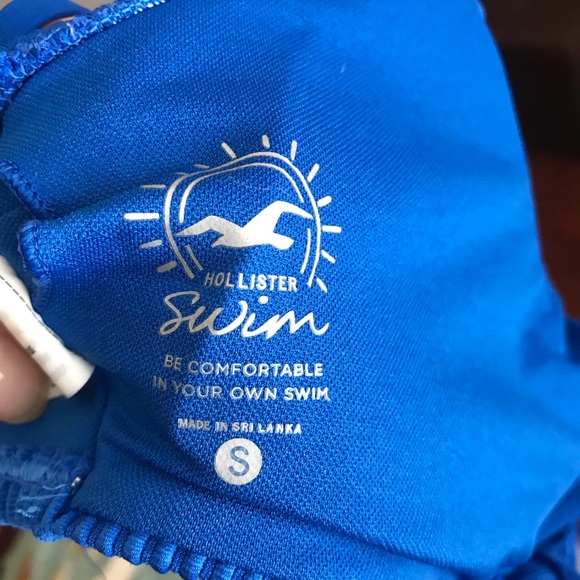 HOLLISTER
Swim
BE COMFORTABLE
IN YOUR OWN SWIM
MADE IN SRI LANKA
S